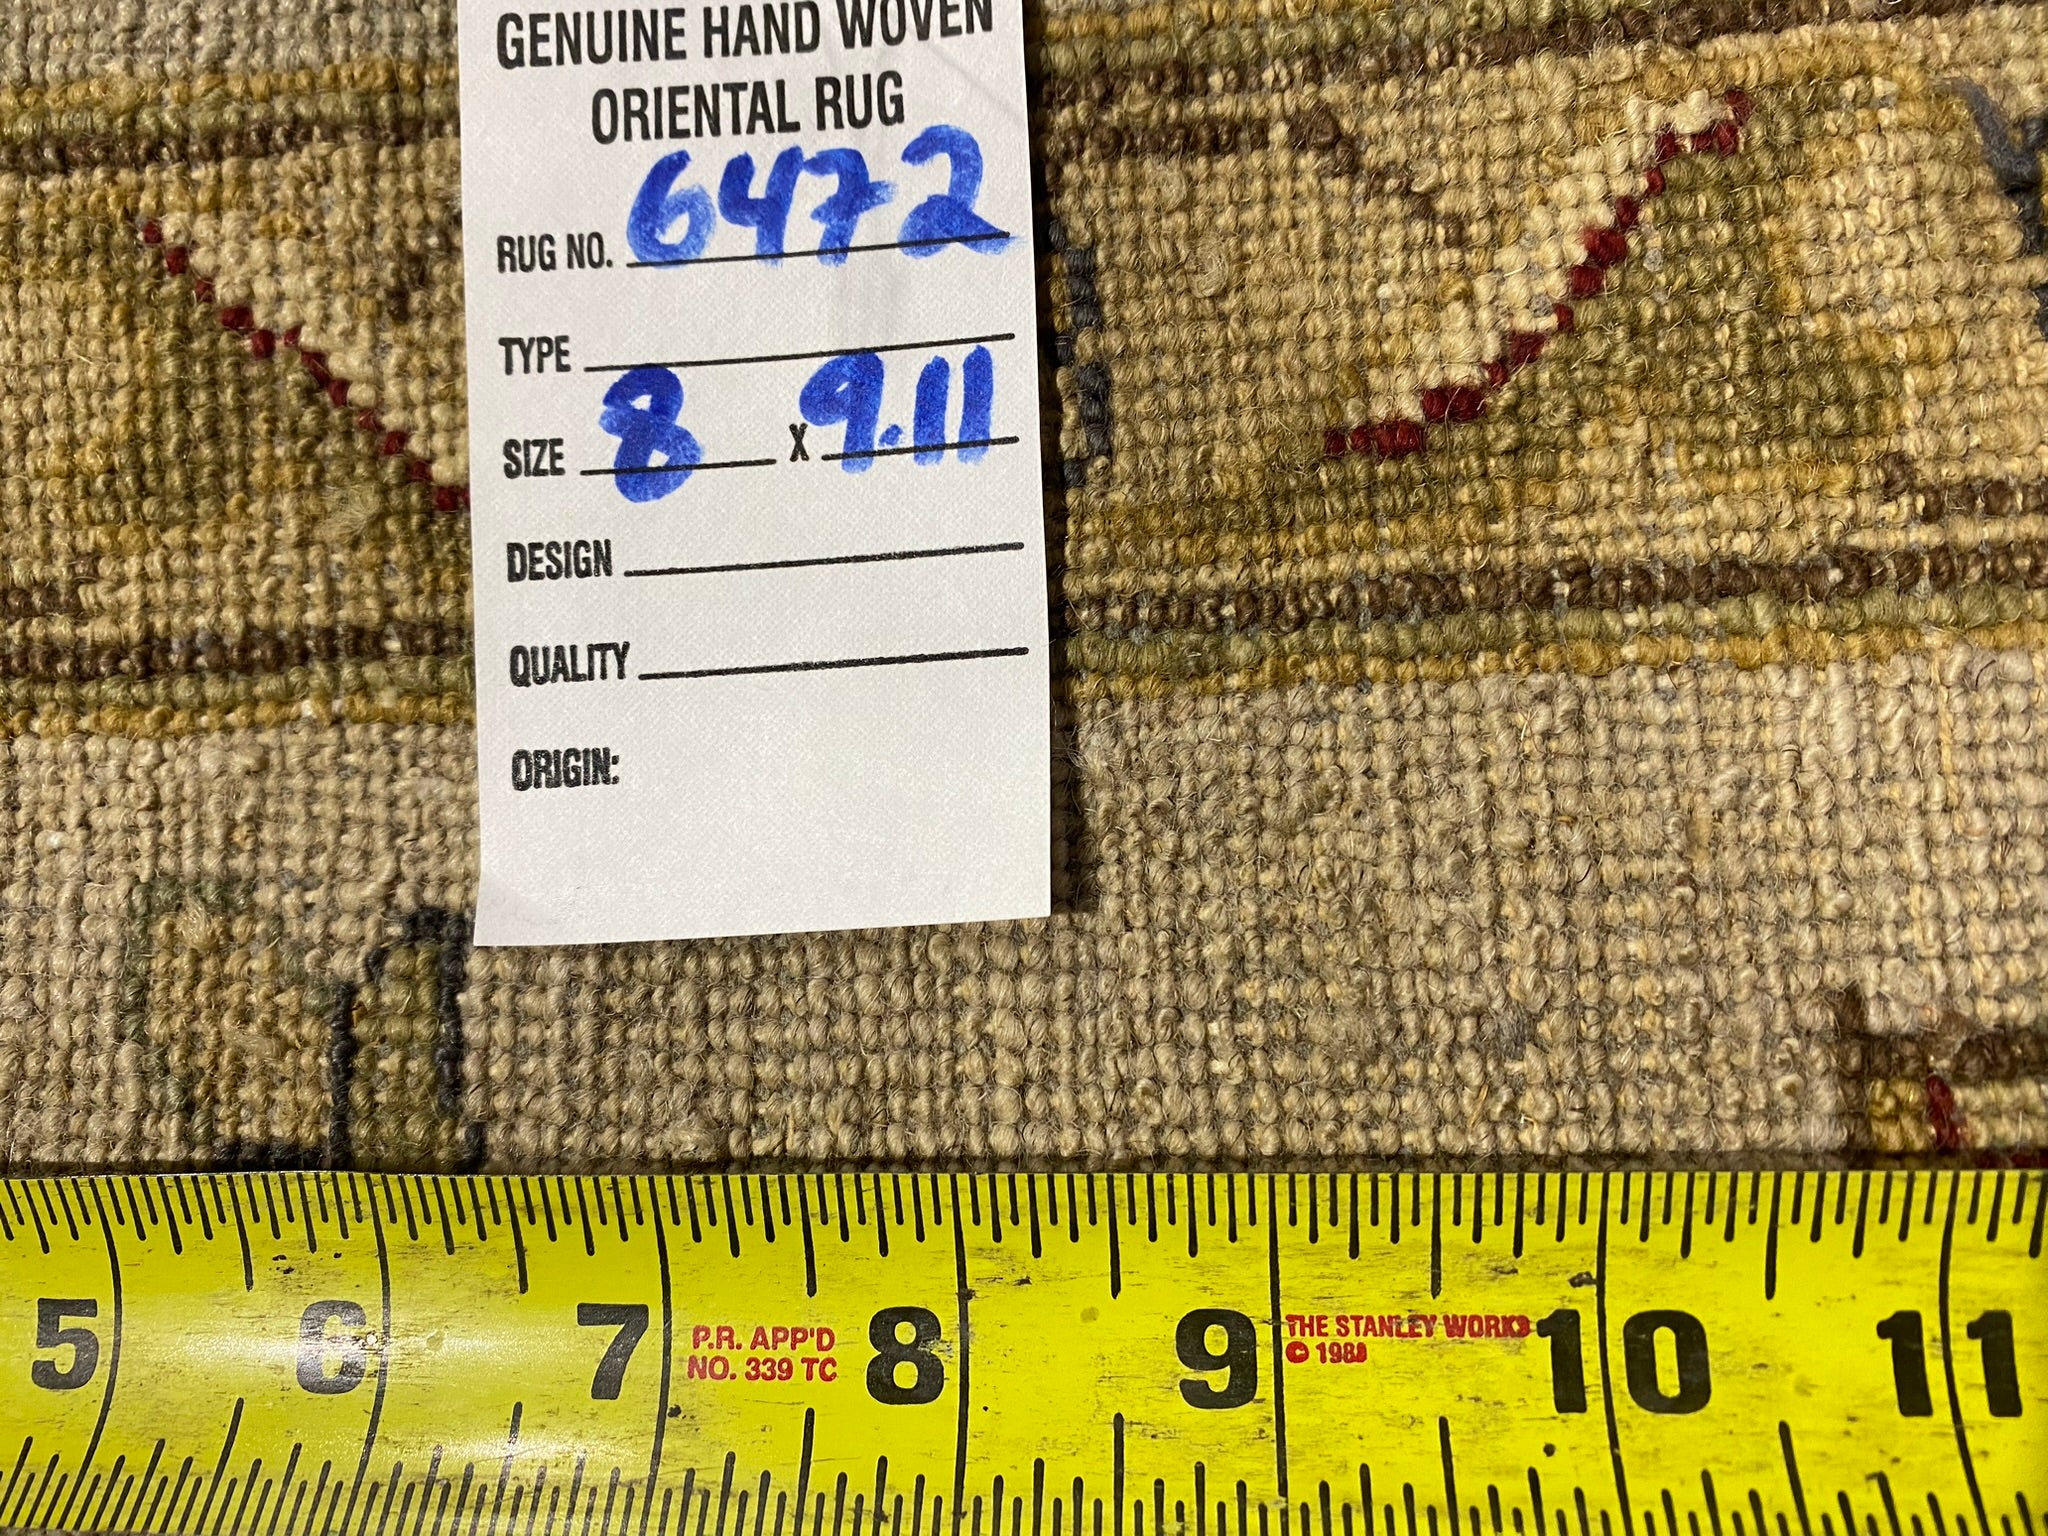 GENUINE HAND WOVEN
ORIENTAL RUG
RUG NO. 6472
TYPE
SIZE 8 X 9.11
DESIGN
QUALITY
ORIGIN:
5 6 7 8 9 10 11
P.R. APP'D
NO. 339 TC
THE STANLEY WORKS
© 1988